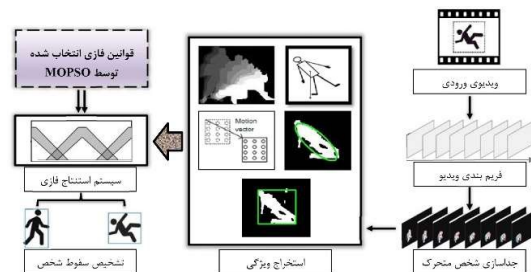 ویدیوی ورودی
فریم بندی ویدیو
جداسازی شخص متحرک
Motion
vector
استخراج ویژگی
قوانین فازی انتخاب شده
توسط MOPSO
سیستم استنتاج فازی
تشخیص سقوط شخص